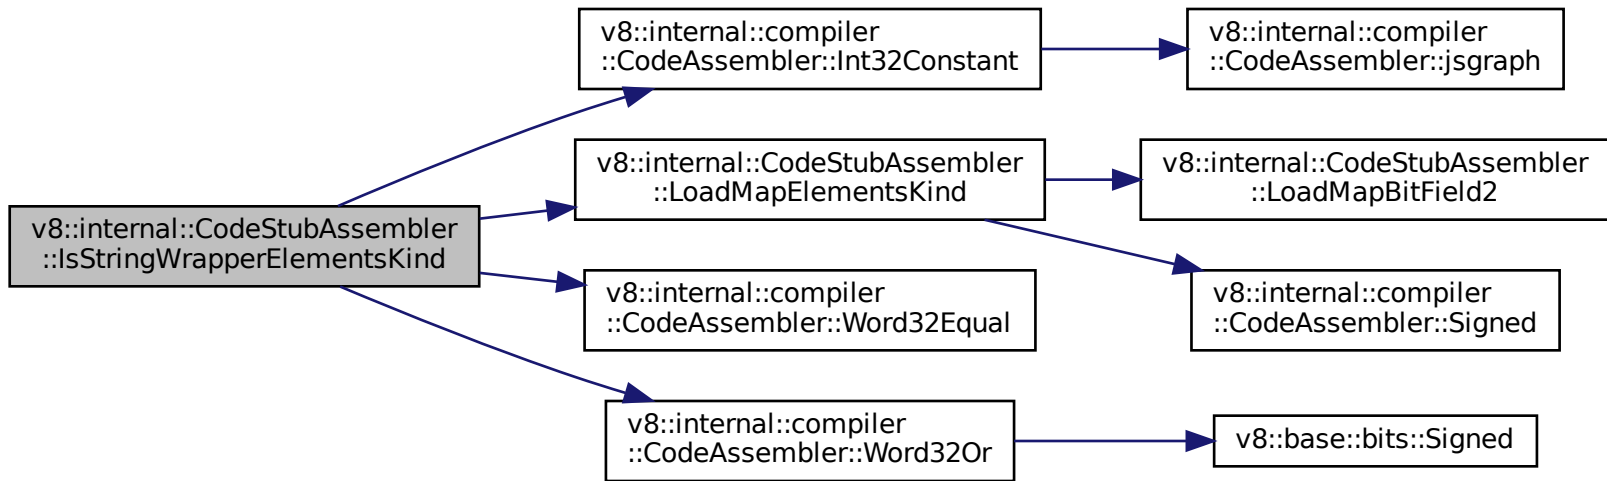 v8::internal::CodeStubAssembler
::IsStringWrapperElementsKind
v8::internal::compiler
::CodeAssembler::Int32Constant
v8::internal::compiler
::CodeAssembler::jsgraph
v8::internal::CodeStubAssembler
::LoadMapElementsKind
v8::internal::CodeStubAssembler
::LoadMapBitField2
v8::internal::compiler
::CodeAssembler::Signed
v8::internal::compiler
::CodeAssembler::Word32Equal
v8::internal::compiler
::CodeAssembler::Word32Or
v8::base::bits::Signed